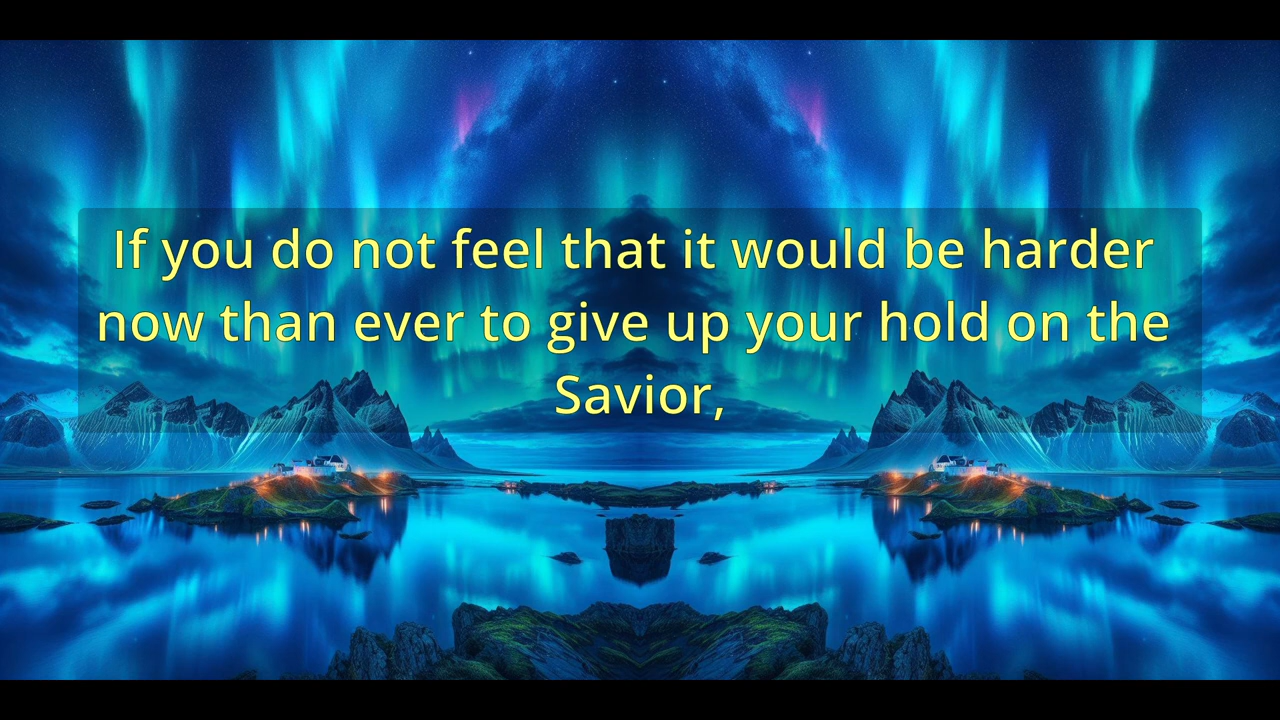 If you do not feel that it would be harder
now than ever to give up your hold on the
Savior,